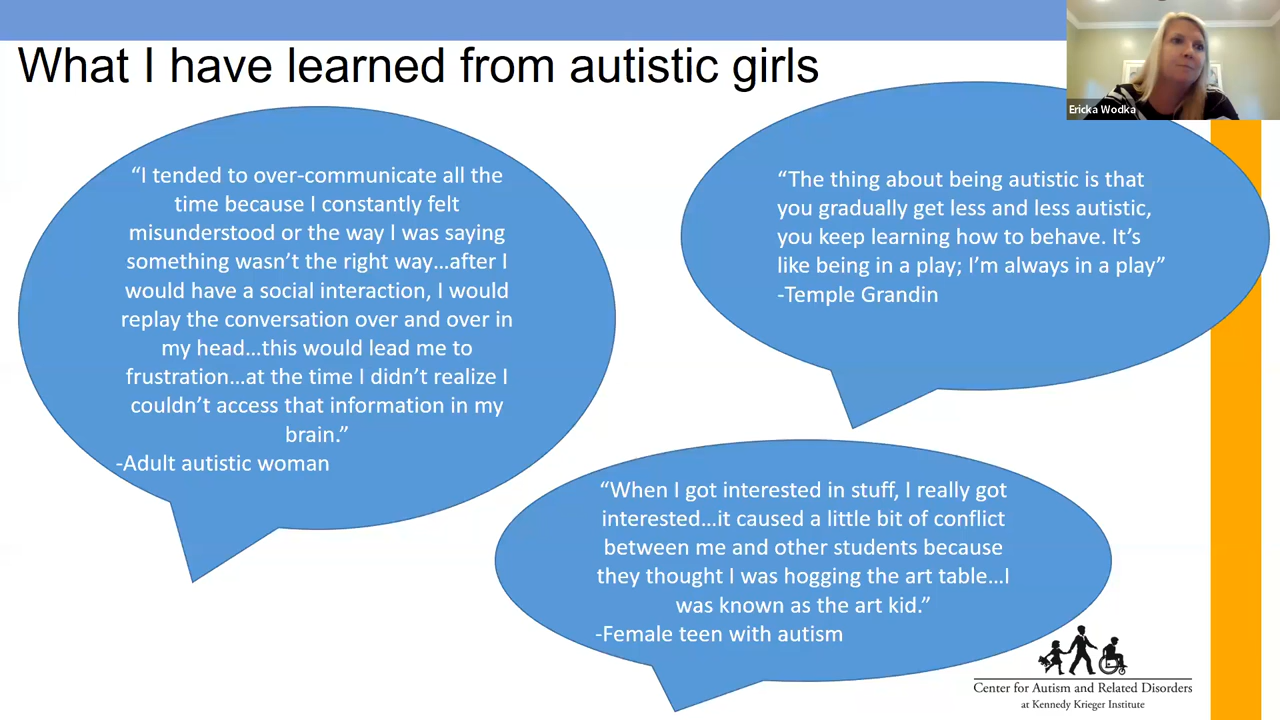 What I have learned from autistic girls
Ericka Wodka
“I tended to over-communicate all the
time because I constantly felt
misunderstood or the way I was saying
something wasn’t the right way…after I
would have a social interaction, I would
replay the conversation over and over in
my head…this would lead me to
frustration…at the time I didn’t realize I
couldn’t access that information in my
brain.”
-Adult autistic woman
“The thing about being autistic is that
you gradually get less and less autistic,
you keep learning how to behave. It’s
like being in a play; I’m always in a play”
-Temple Grandin
“When I got interested in stuff, I really got
interested…it caused a little bit of conflict
between me and other students because
they thought I was hogging the art table…I
was known as the art kid.”
-Female teen with autism
Center for Autism and Related Disorders
at Kennedy Krieger Institute